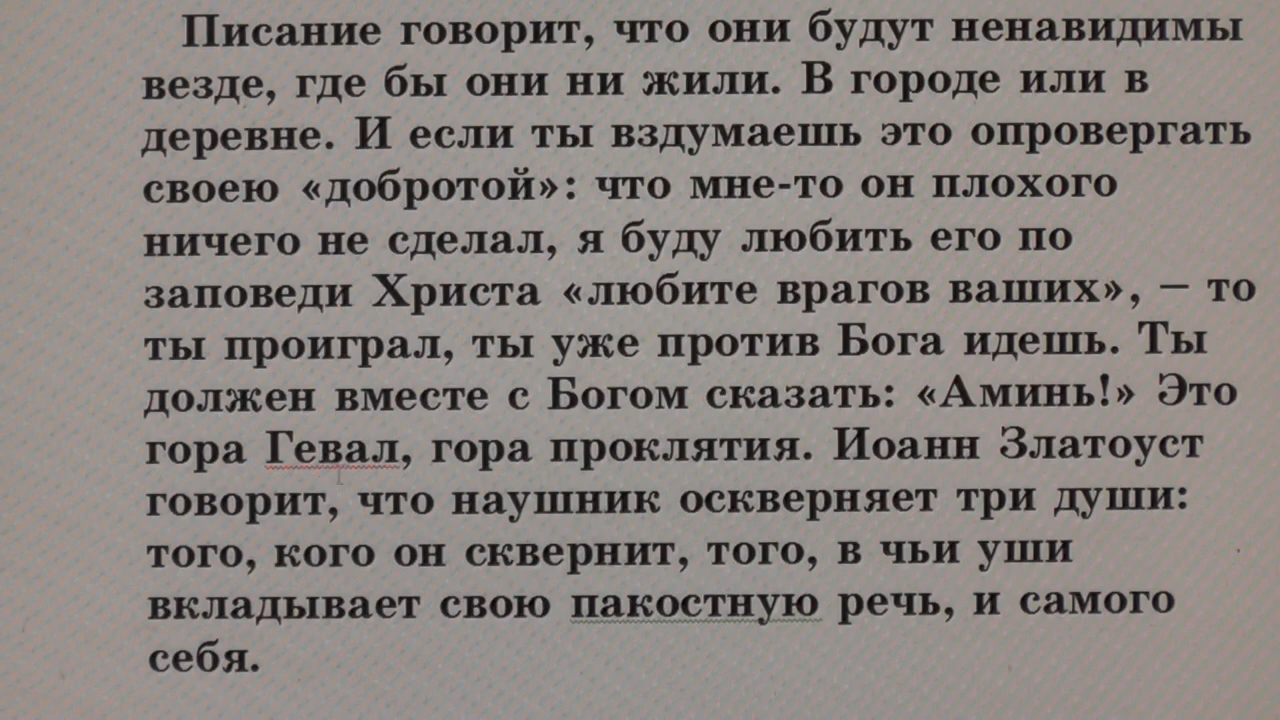 Писание говорит, что они будут ненавидимы
везде, где бы они ни жили. В городе или в
деревне. И если ты вздумаешь это опровергать
своею «добротой»: что мне-то он плохого
ничего не сделал, я буду любить его по
заповеди Христа «любите врагов ваших», – то
ты проиграл, ты уже против Бога идешь. Ты
должен вместе с Богом сказать: «Аминь!» Это
гора Гевал, гора проклятия. Иоанн Златоуст
говорит, что наушник оскверняет три души:
того, кого он сквернит, того, в чьи уши
вкладывает свою пакостную речь, и самого
себя.